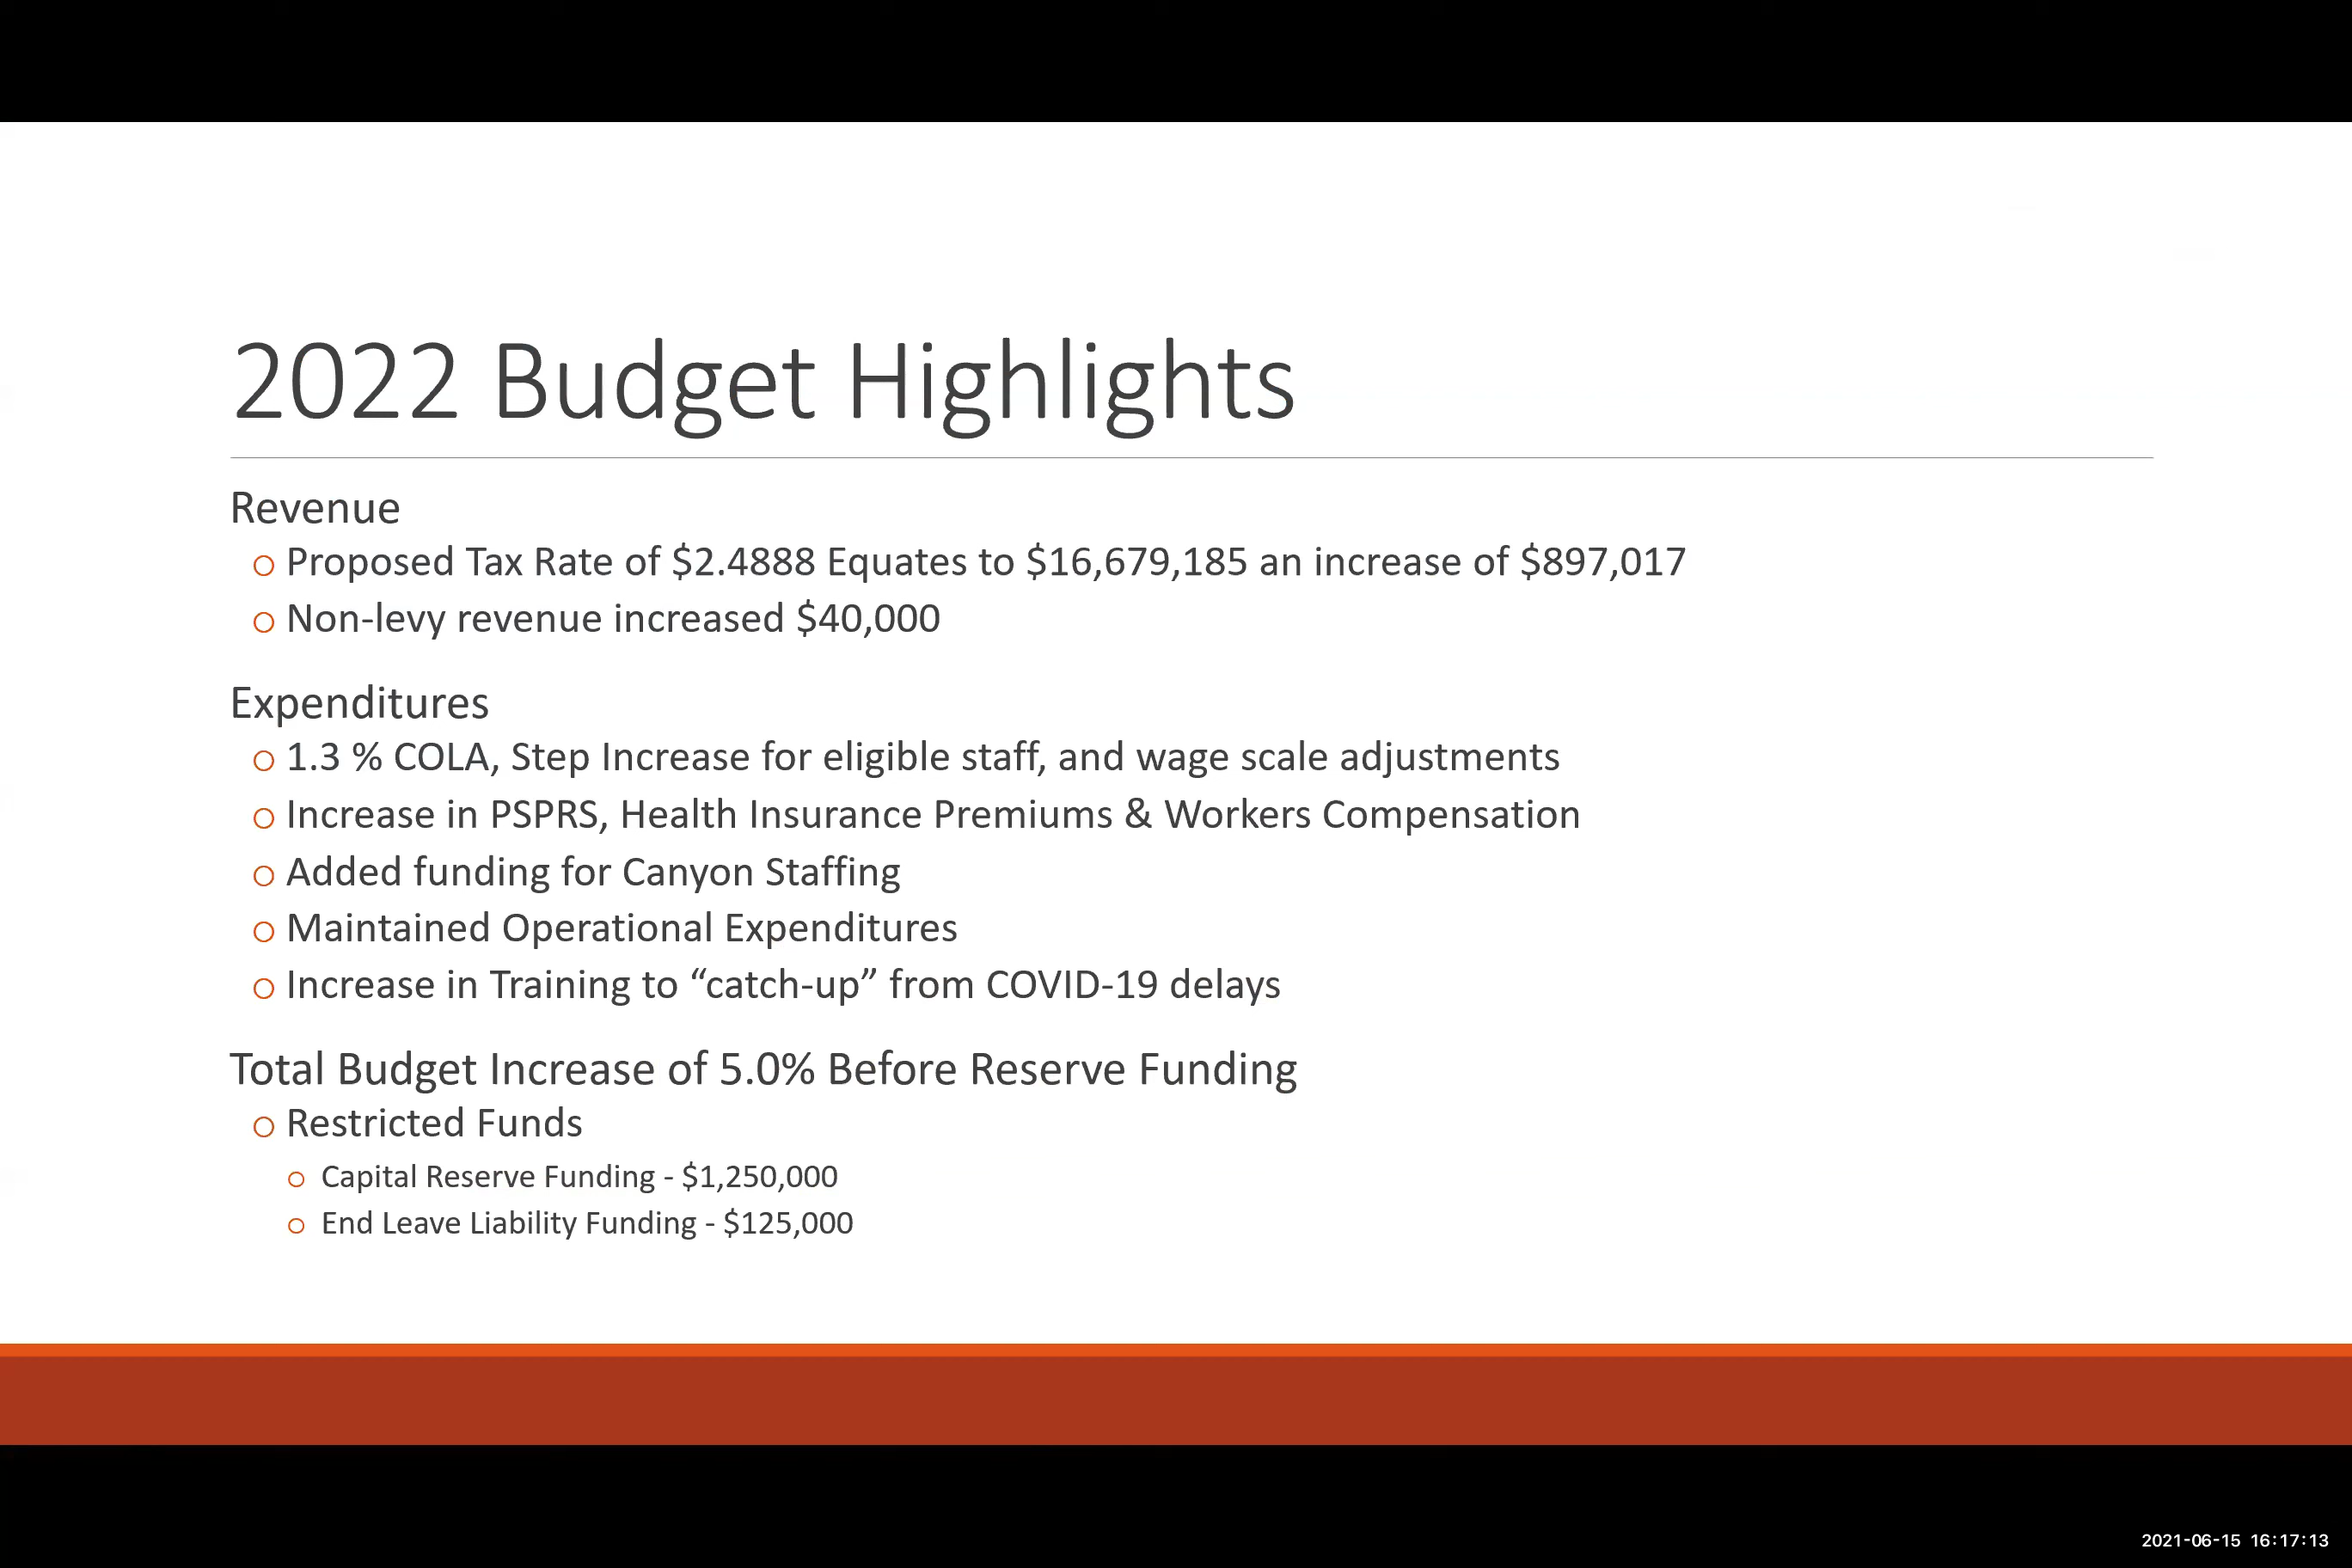 2022 Budget Highlights
Revenue
Proposed Tax Rate of $2.4888 Equates to $16,679,185 an increase of $897,017
Non-levy revenue increased $40,000
Expenditures
1.3 % COLA, Step Increase for eligible staff, and wage scale adjustments
Increase in PSPRS, Health Insurance Premiums & Workers Compensation
Added funding for Canyon Staffing
Maintained Operational Expenditures
Increase in Training to “catch-up” from COVID-19 delays
Total Budget Increase of 5.0% Before Reserve Funding
Restricted Funds
Capital Reserve Funding - $1,250,000
End Leave Liability Funding - $125,000
2021-06-15 16:17:13